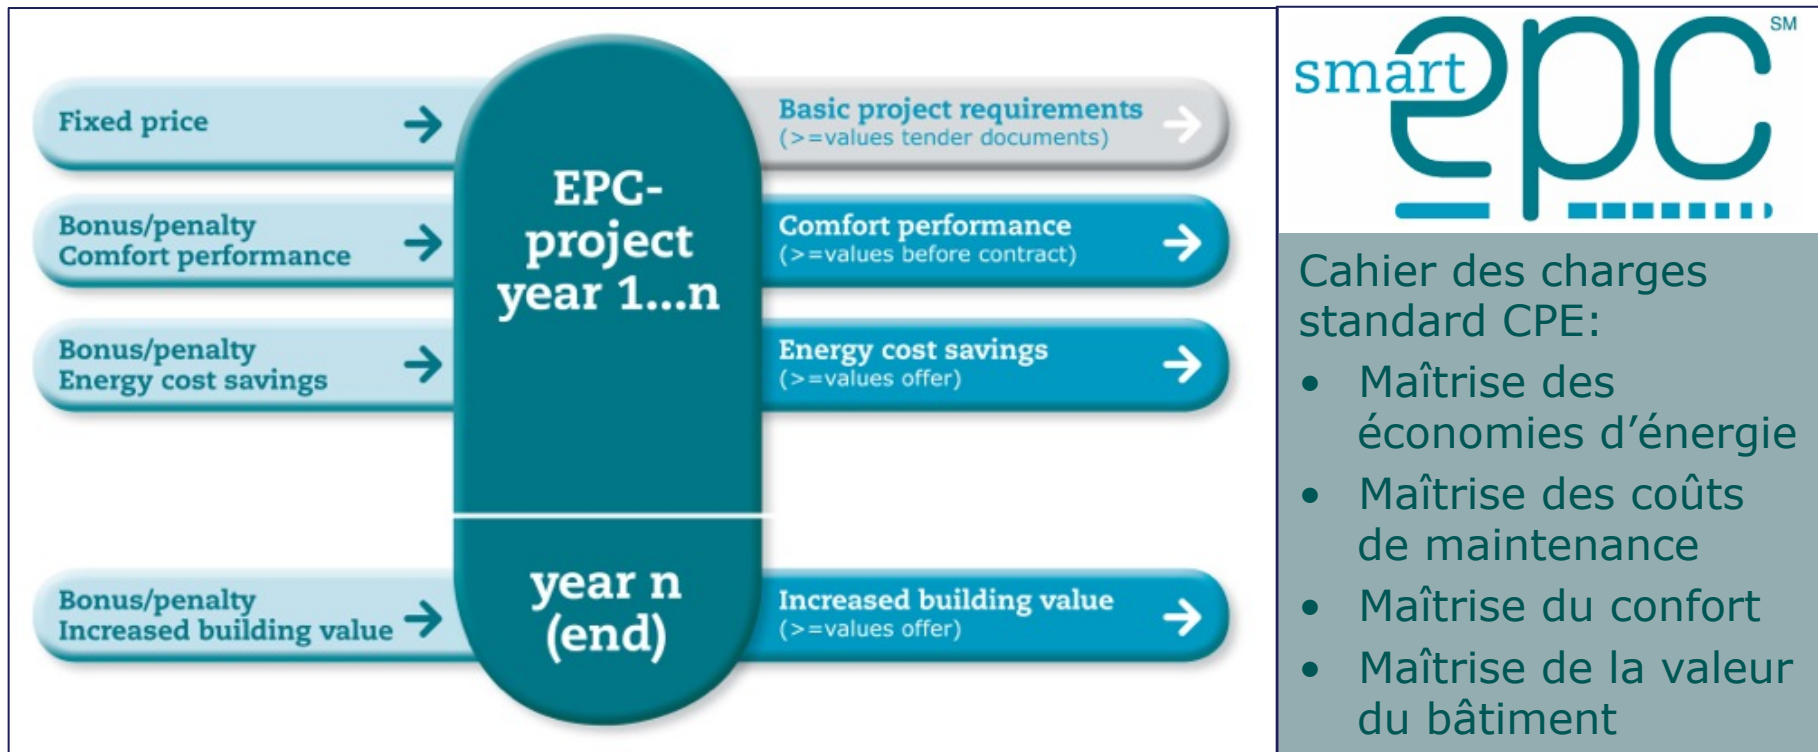 Fixed price
Bonus/penalty
Comfort performance
Bonus/penalty
Energy cost savings
Bonus/penalty
Increased building value
EPC-
project
year 1...n
year n
(end)
Basic project requirements
(>=values tender documents)
Comfort performance
(>=values before contract)
Energy cost savings
(>=values offer)
Increased building value
(>=values offer)
smart epc SM
Cahier des charges
standard CPE:
• Maîtrise des
économies d’énergie
• Maîtrise des coûts
de maintenance
• Maîtrise du confort
• Maîtrise de la valeur
du bâtiment